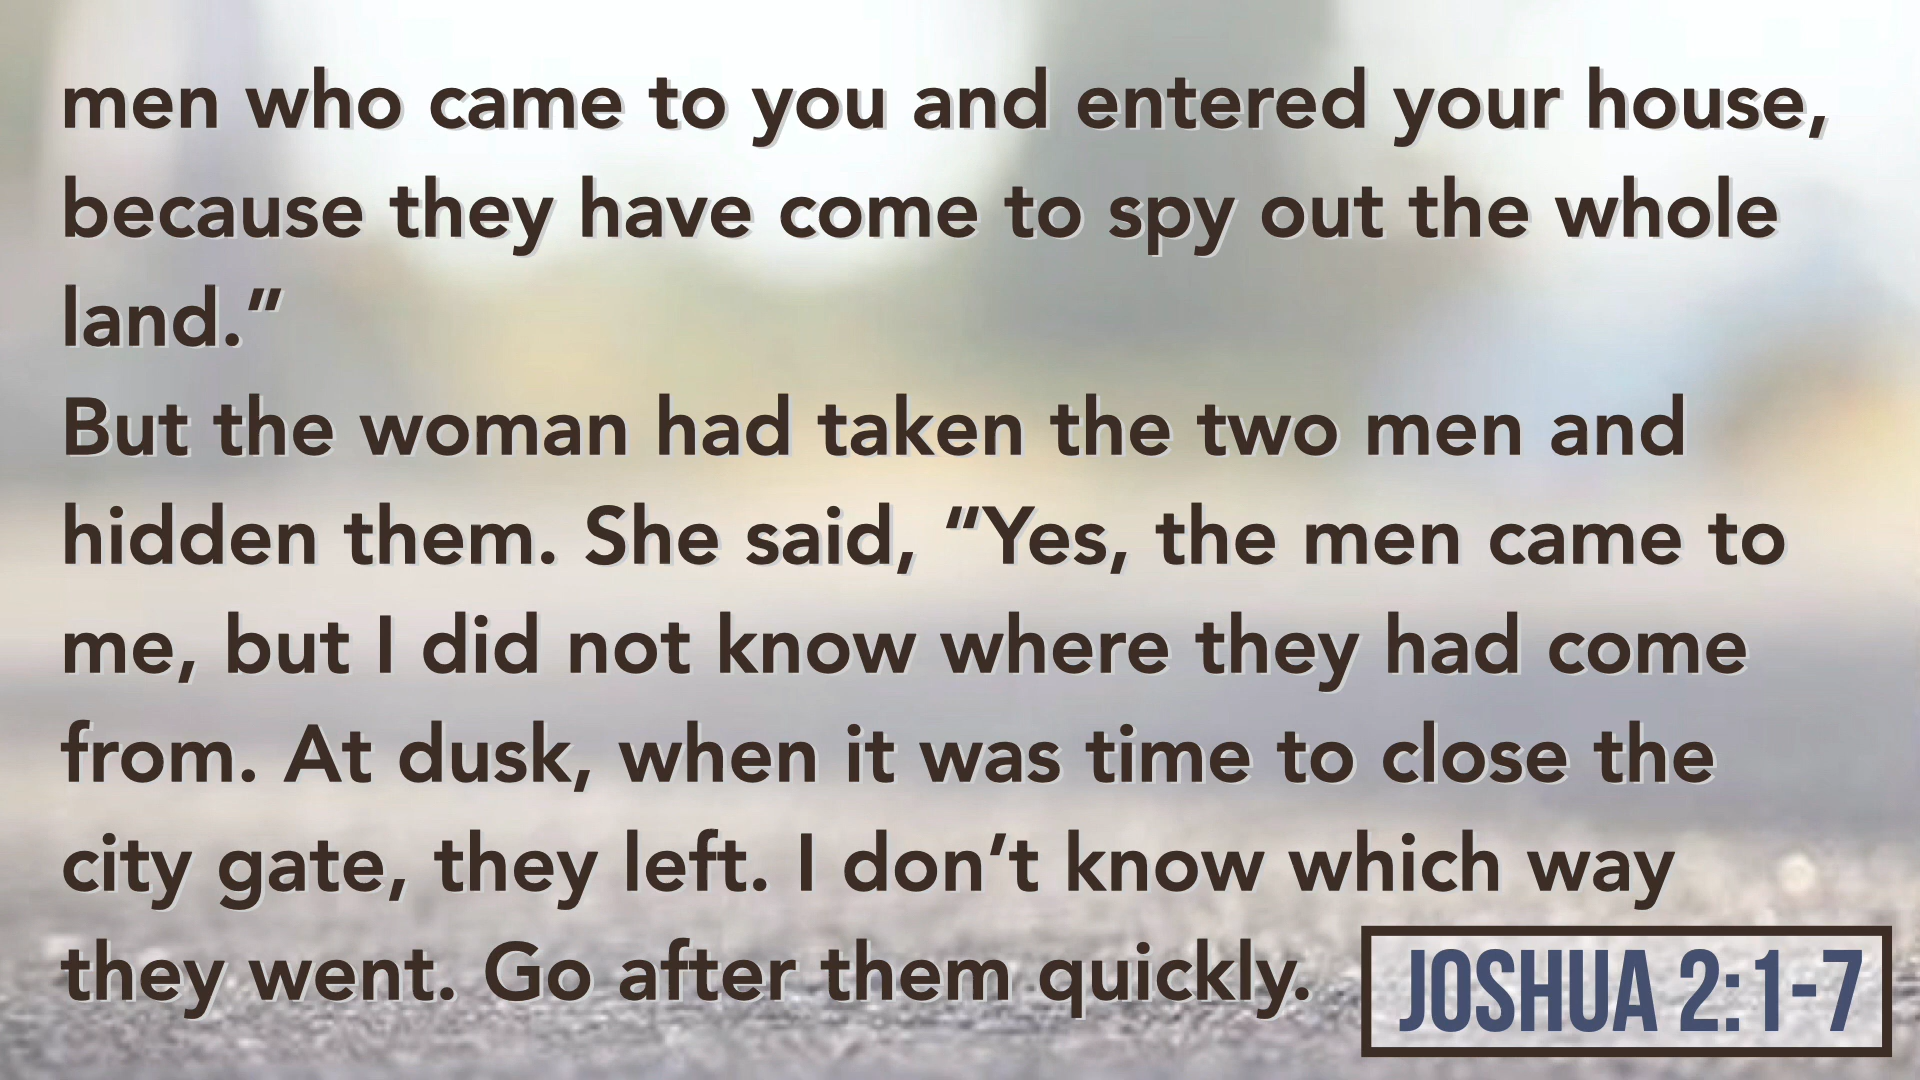 men who came to you and entered your house,
because they have come to spy out the whole
land.”
But the woman had taken the two men and
hidden them. She said, “Yes, the men came to
me, but I did not know where they had come
from. At dusk, when it was time to close the
city gate, they left. I don’t know which way
they went. Go after them quickly.
JOSHUA 2:1-7